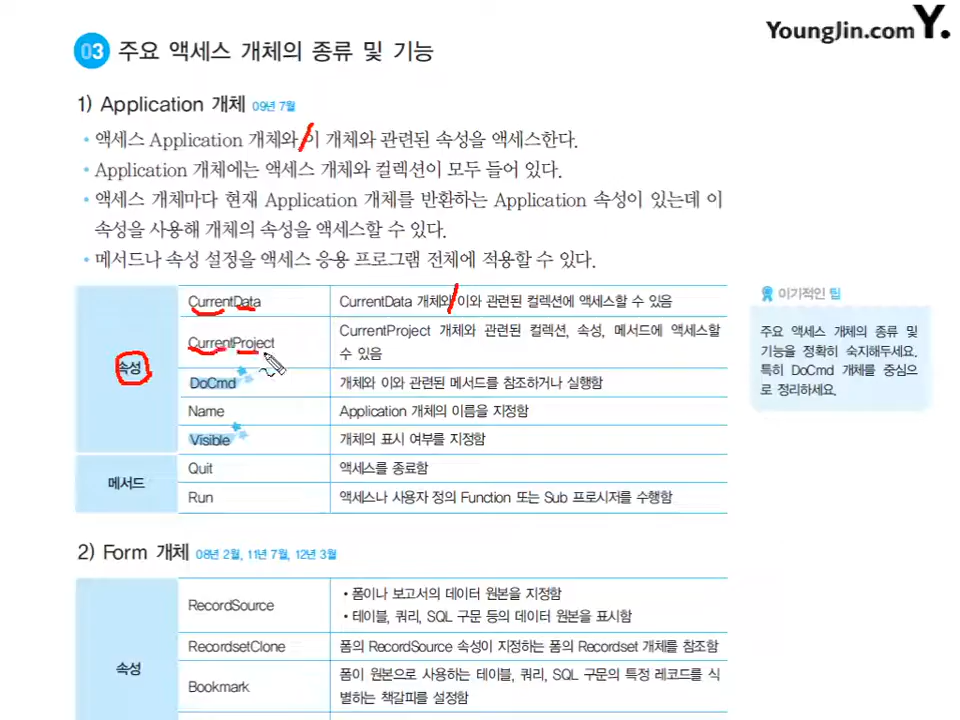 YoungJin.com Y.
03 주요 액세스 개체의 종류 및 기능
1) Application 개체 09년 7월
• 액세스 Application 개체와 이 개체와 관련된 속성을 액세스한다.
• Application 개체에는 액세스 개체와 컬렉션이 모두 들어 있다.
• 액세스 개체마다 현재 Application 개체를 반환하는 Application 속성이 있는데 이
속성을 사용해 개체의 속성을 액세스할 수 있다.
• 메서드나 속성 설정을 액세스 응용 프로그램 전체에 적용할 수 있다.
속성
CurrentData
CurrentData 개체와 이와 관련된 컬렉션에 액세스할 수 있음
CurrentProject
CurrentProject 개체와 관련된 컬렉션, 속성, 메서드에 액세스할
수 있음
DoCmd
개체와 이와 관련된 메서드를 참조하거나 실행함
Name
Application 개체의 이름을 지정함
Visible
개체의 표시 여부를 지정함
메서드
Quit
액세스를 종료함
Run
액세스나 사용자 정의 Function 또는 Sub 프로시저를 수행함
이기적인 팁
주요 액세스 개체의 종류 및
기능을 정확히 숙지해두세요.
특히 DoCmd 개체를 중심으
로 정리하세요.
2) Form 개체 08년 2월, 11년 7월, 12년 3월
속성
RecordSource
• 폼이나 보고서의 데이터 원본을 지정함
• 테이블, 쿼리, SQL 구문 등의 데이터 원본을 표시함
RecordsetClone
폼의 RecordSource 속성이 지정하는 폼의 Recordset 개체를 참조함
Bookmark
폼이 원본으로 사용하는 테이블, 쿼리, SQL 구문의 특정 레코드를 식
별하는 책갈피를 설정함